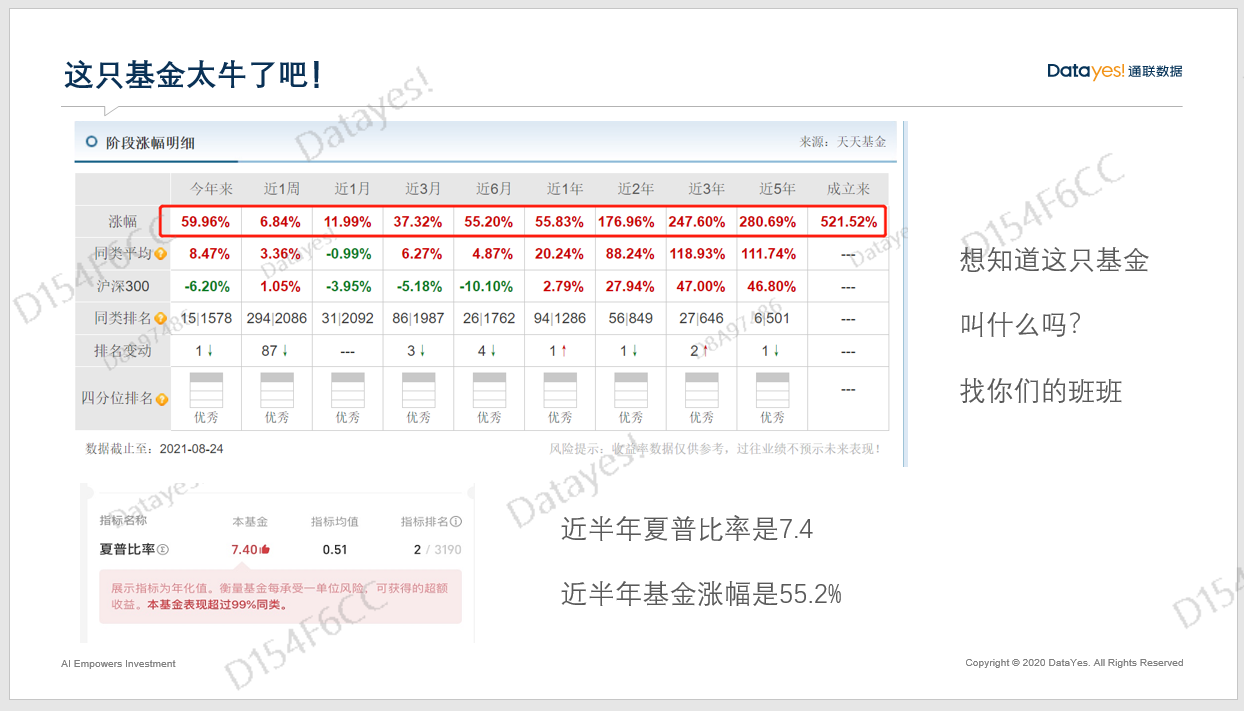 这只基金太牛了吧!
Datayes! 通联数据
阶段涨幅明细
来源：天天基金
今年来 近1周 近1月 近3月 近6月 近1年 近2年 近3年 近5年 成立来
涨幅 59.96% 6.84% 11.99% 37.32% 55.20% 55.83% 176.96% 247.60% 280.69% 521.52%
同类平均 8.47% 3.36% -0.99% 6.27% 4.87% 20.24% 88.24% 118.93% 111.74% ---
沪深300 -6.20% 1.05% -3.95% -5.18% -10.10% 2.79% 27.94% 47.00% 46.80% ---
同类排名 15|1578 294|2086 31|2092 86|1987 26|1762 94|1286 56|849 27|646 6|501 ---
排名变动 1↓ 87↓ --- 3↓ 4↓ 1↑ 1↓ 2↑ 1↓ ---
四分位排名 优秀 优秀 优秀 优秀 优秀 优秀 优秀 优秀 优秀 ---
数据截止至：2021-08-24
风险提示：收益率数据仅供参考，过往业绩不预示未来表现！
想知道这只基金
叫什么吗？
找你们的班班
指标名称 本基金 指标均值 指标排名
夏普比率 7.40 0.51 2 / 3190
展示指标为年化值。衡量基金每承受一单位风险，可获得的超额
收益。本基金表现超过99%同类。
近半年夏普比率是7.4
近半年基金涨幅是55.2%
AI Empowers Investment
Copyright © 2020 DataYes. All Rights Reserved
Datayes!
D154F6CC
D154F6CC
Datayes!
Datayes
D8A97486
D8A97486
Datayes!
Datayes
D154F6CC
D154